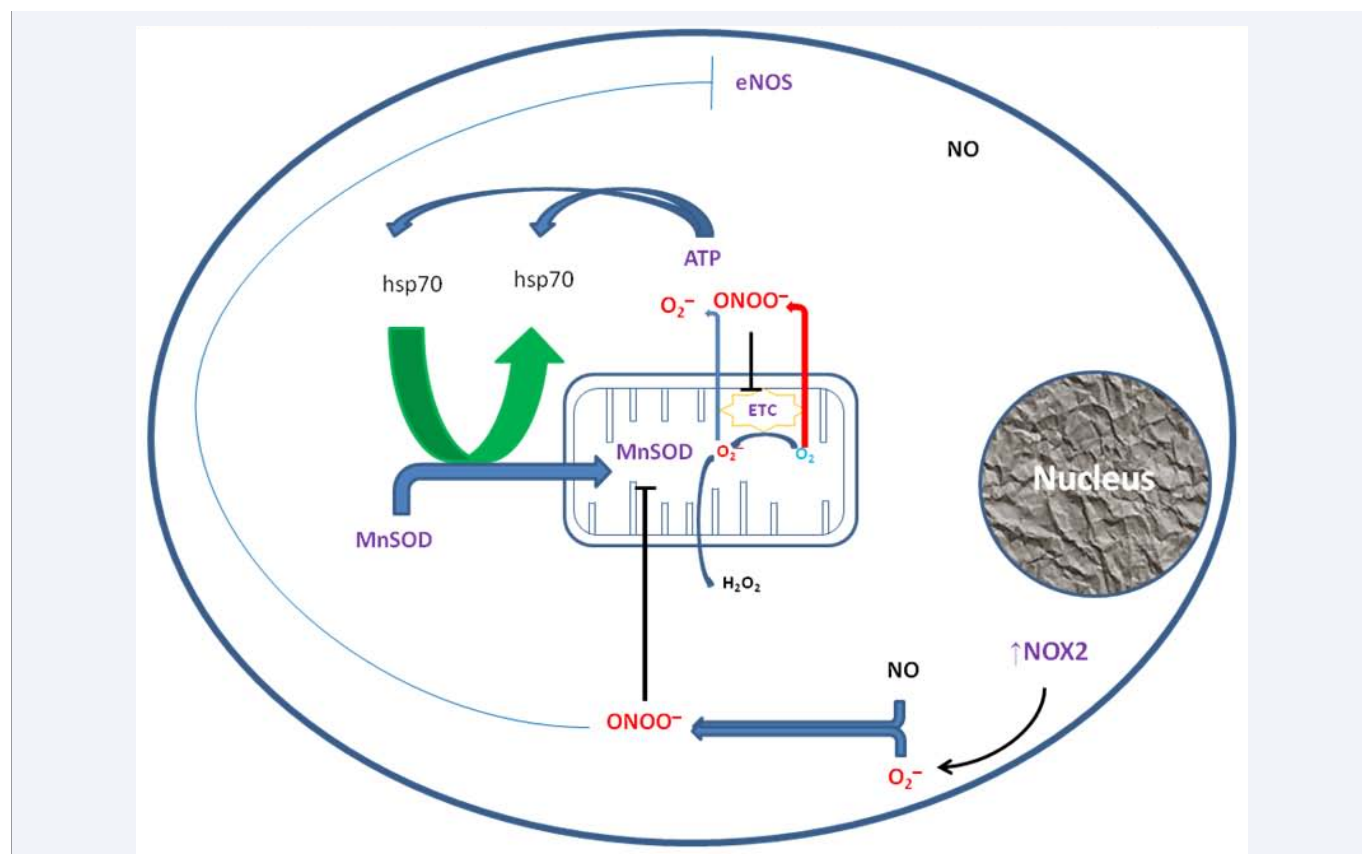 eNOS
NO
ATP
hsp70
hsp70
O₂⁻
ONOO⁻
ETC
MnSOD
O₂⁻
O₂
Nucleus
MnSOD
H₂O₂
↑NOX2
NO
ONOO⁻
O₂⁻